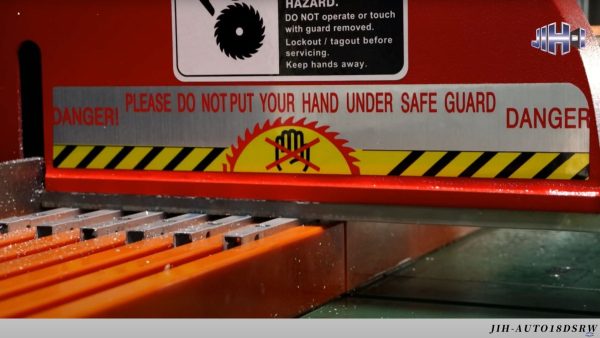 HAZARD.
DO NOT operate or touch
with guard removed.
Lockout / tagout before
servicing.
Keep hands away.
JIH-I
DANGER! PLEASE DO NOT PUT YOUR HAND UNDER SAFE GUARD DANGER
JIH-AUTO18DSRW